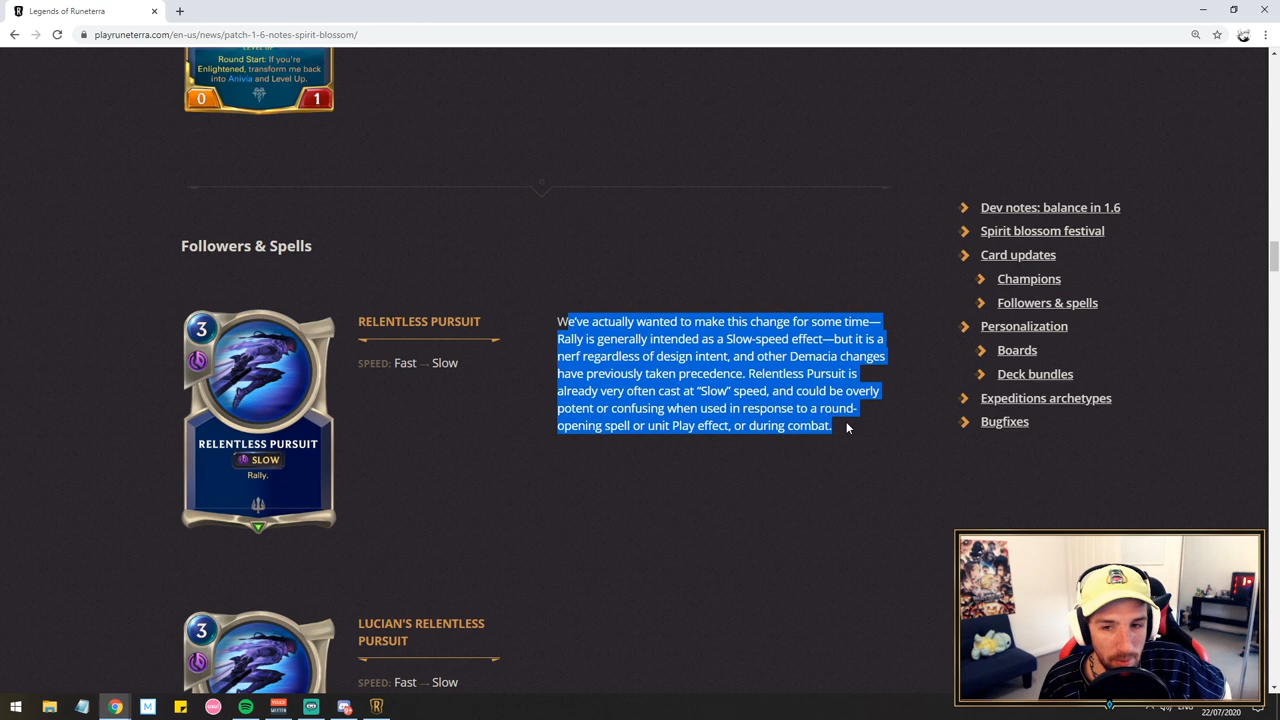 Legends of Runeterra
playruneterra.com/en-us/news/patch-1-6-notes-spirit-blossom/
LEVEL UP
Round Start: If you're
Enlightened, transform me back
into Anivia and Level Up.
0
1
Followers & Spells
3
RELENTLESS PURSUIT
SLOW
Rally.
RELENTLESS PURSUIT
SPEED: Fast → Slow
We've actually wanted to make this change for some time—
Rally is generally intended as a Slow-speed effect—but it is a
nerf regardless of design intent, and other Demacia changes
have previously taken precedence. Relentless Pursuit is
already very often cast at “Slow” speed, and could be overly
potent or confusing when used in response to a round-
opening spell or unit Play effect, or during combat.
3
LUCIAN'S RELENTLESS
PURSUIT
SPEED: Fast → Slow
Dev notes: balance in 1.6
Spirit blossom festival
Card updates
Champions
Followers & spells
Personalization
Boards
Deck bundles
Expeditions archetypes
Bugfixes
22/07/2020